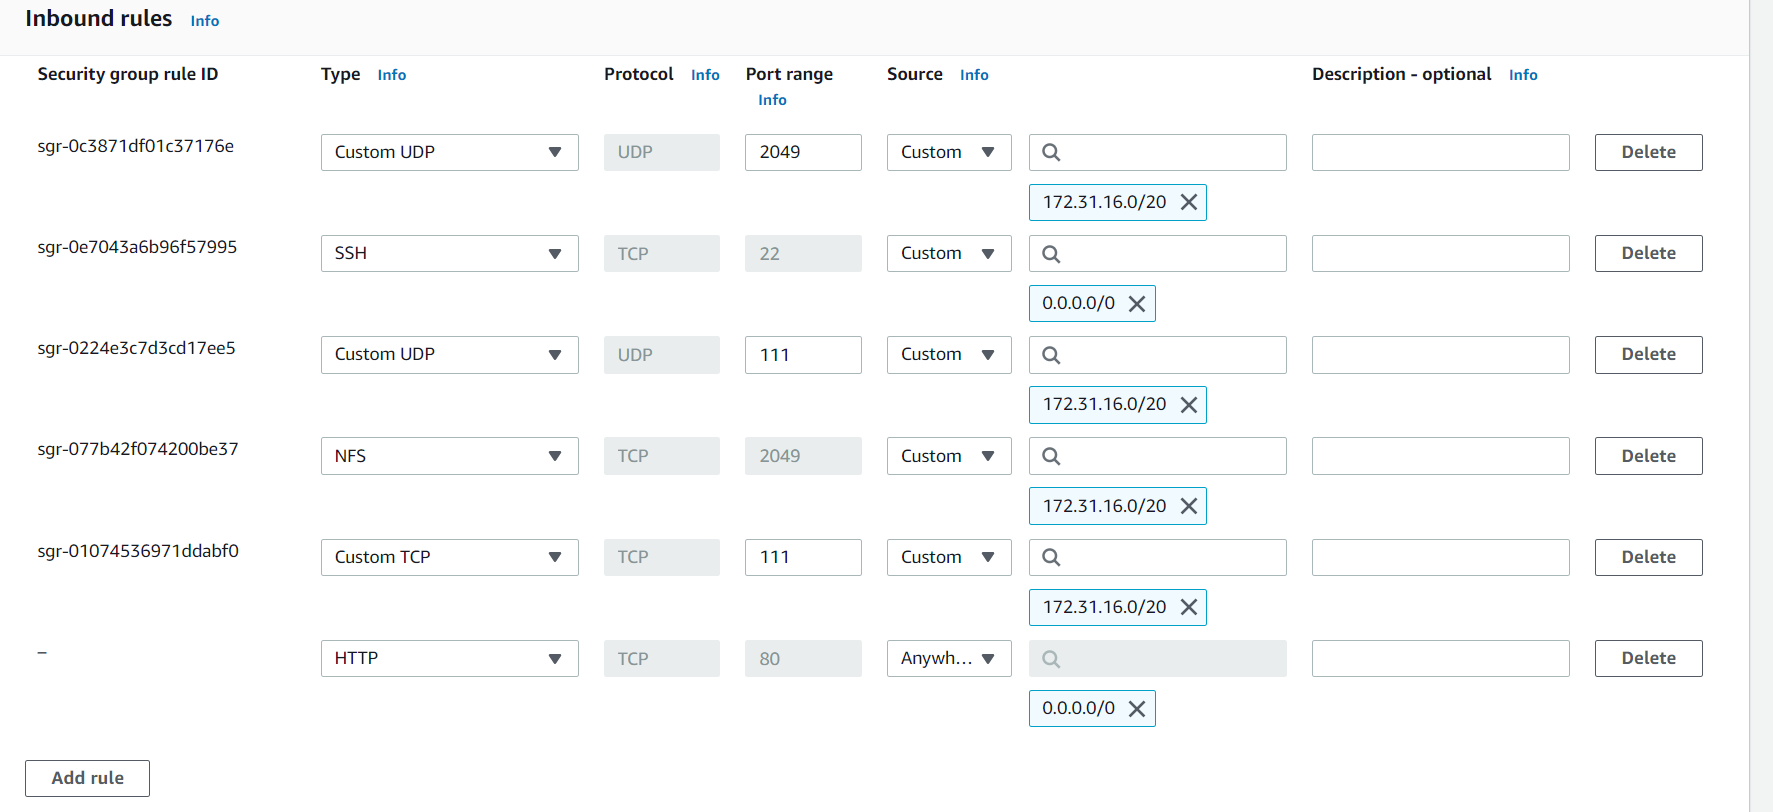 Inbound rules Info
Security group rule ID Type Info Protocol Info Port range Info Source Info Description - optional Info
sgr-0c3871df01c37176e Custom UDP UDP 2049 Custom Delete
172.31.16.0/20
sgr-0e7043a6b96f57995 SSH TCP 22 Custom Delete
0.0.0.0/0
sgr-0224e3c7d3cd17ee5 Custom UDP UDP 111 Custom Delete
172.31.16.0/20
sgr-077b42f074200be37 NFS TCP 2049 Custom Delete
172.31.16.0/20
sgr-01074536971ddabf0 Custom TCP TCP 111 Custom Delete
172.31.16.0/20
– HTTP TCP 80 Anywh... Delete
0.0.0.0/0
Add rule